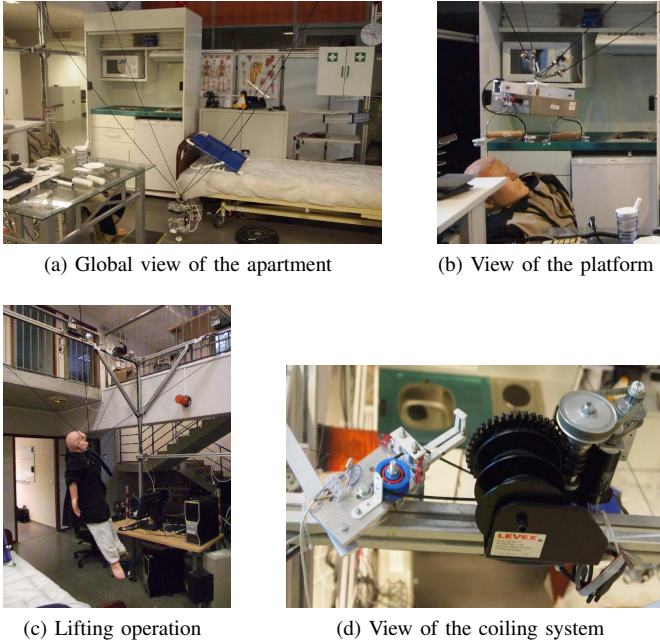 (a) Global view of the apartment
(b) View of the platform
LEVEX
(c) Lifting operation
(d) View of the coiling system